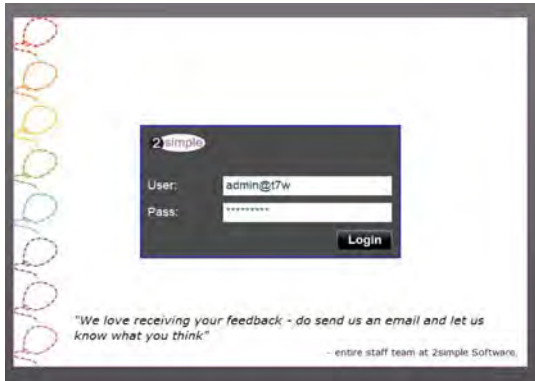 2simple
User: admin@t7w
Pass: *********
Login
"We love receiving your feedback - do send us an email and let us
know what you think"
- entire staff team at 2simple Software.